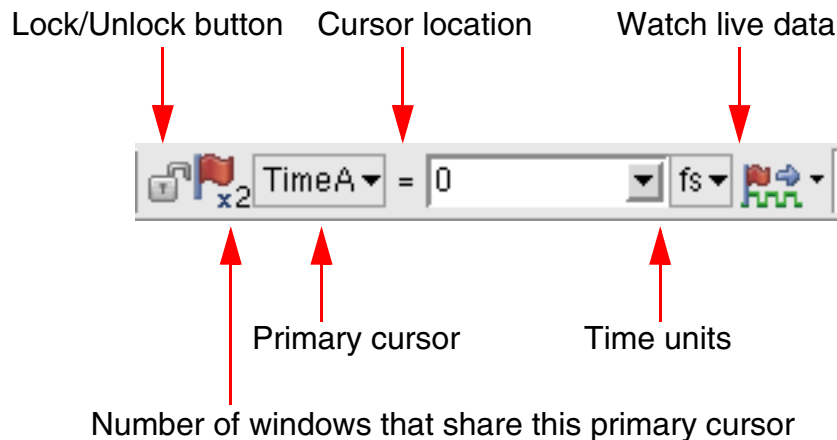 Lock/Unlock button Cursor location Watch live data
x2 TimeA = 0 fs
Primary cursor Time units
Number of windows that share this primary cursor